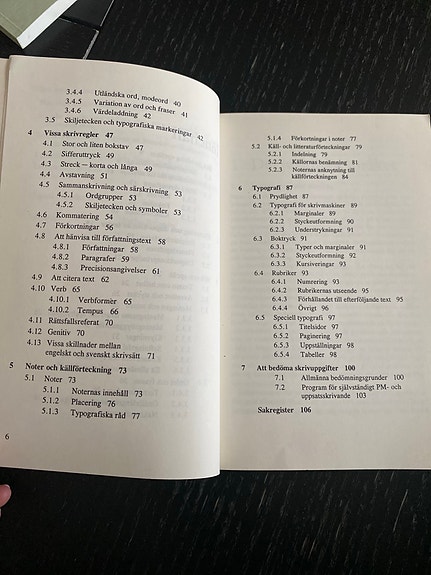 3.4.4 Utländska ord, modeord 40
3.4.5 Variation av ord och fraser 41
3.4.6 Värdeladdning 42
3.5 Skiljetecken och typografiska markeringar 42
4 Vissa skrivregler 47
4.1 Stor och liten bokstav 47
4.2 Sifferuttryck 49
4.3 Streck — korta och långa 49
4.4 Avstavning 51
4.5 Sammanskrivning och särskrivning 53
4.5.1 Ordgrupper 53
4.5.2 Skiljetecken och symboler 53
4.6 Kommatering 54
4.7 Förkortningar 56
4.8 Att hänvisa till författningstext 58
4.8.1 Författningar 58
4.8.2 Paragrafer 59
4.8.3 Precisionsangivelser 61
4.9 Att citera text 62
4.10 Verb 65
4.10.1 Verbformer 65
4.10.2 Tempus 66
4.11 Rättsfallsreferat 70
4.12 Genitiv 70
4.13 Vissa skillnader mellan
engelskt och svenskt skrivsätt 71
5 Noter och källförteckning 73
5.1 Noter 73
5.1.1 Noternas innehåll 73
5.1.2 Placering 76
5.1.3 Typografiska råd 77
6
5.1.4 Förkortningar i noter 77
5.2 Käll- och litteraturförteckningar 79
5.2.1 Indelning 79
5.2.2 Källornas benämning 81
5.2.3 Noternas anknytning till
källförteckningen 84
6 Typografi 87
6.1 Prydlighet 87
6.2 Typografi för skrivmaskiner 89
6.2.1 Marginaler 89
6.2.2 Styckeutformning 90
6.2.3 Understrykningar 91
6.3 Boktryck 91
6.3.1 Typer och marginaler 91
6.3.2 Styckeutformning 92
6.3.3 Kursiveringar 93
6.4 Rubriker 93
6.4.1 Numrering 93
6.4.2 Rubrikernas utseende 95
6.4.3 Förhållandet till efterföljande text 95
6.4.4 Övrigt 96
6.5 Speciell typografi 97
6.5.1 Titelsidor 97
6.5.2 Paginering 97
6.5.3 Uppställningar 98
6.5.4 Tabeller 98
7 Att bedöma skrivuppgifter 100
7.1 Allmänna bedömningsgrunder 100
7.2 Program för självständigt PM- och
uppsatsskrivande 103
Sakregister 106